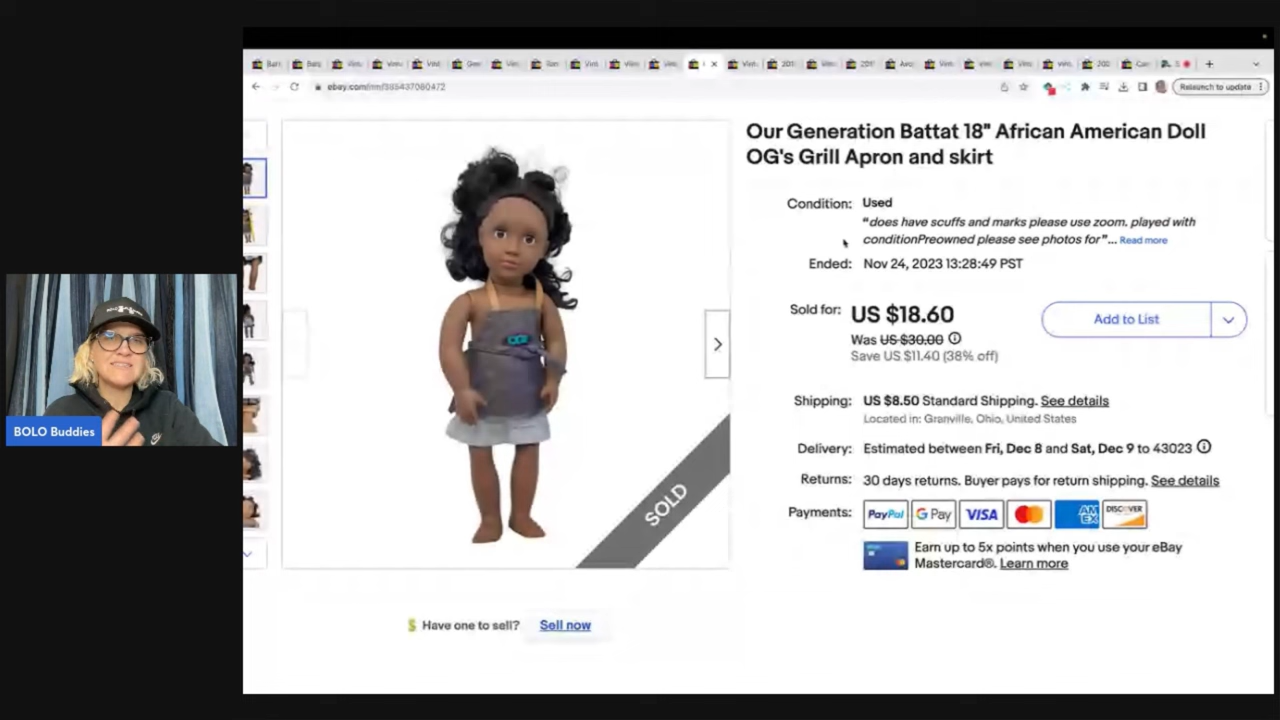 ebay.com/itm/385437060472
Relaunch to update
Our Generation Battat 18" African American Doll
OG's Grill Apron and skirt
Condition: Used
"does have scuffs and marks please use zoom. played with
conditionPreowned please see photos for"... Read more
Ended: Nov 24, 2023 13:28:49 PST
Sold for: US $18.60
Add to List
Was US $30.00
Save US $11.40 (38% off)
Shipping: US $8.50 Standard Shipping. See details
Located in: Granville, Ohio, United States
Delivery: Estimated between Fri, Dec 8 and Sat, Dec 9 to 43023
Returns: 30 days returns. Buyer pays for return shipping. See details
Payments: PayPal G Pay VISA AM EX DISCOVER
Earn up to 5x points when you use your eBay
Mastercard®. Learn more
SOLD
BOLO Buddies
Have one to sell? Sell now